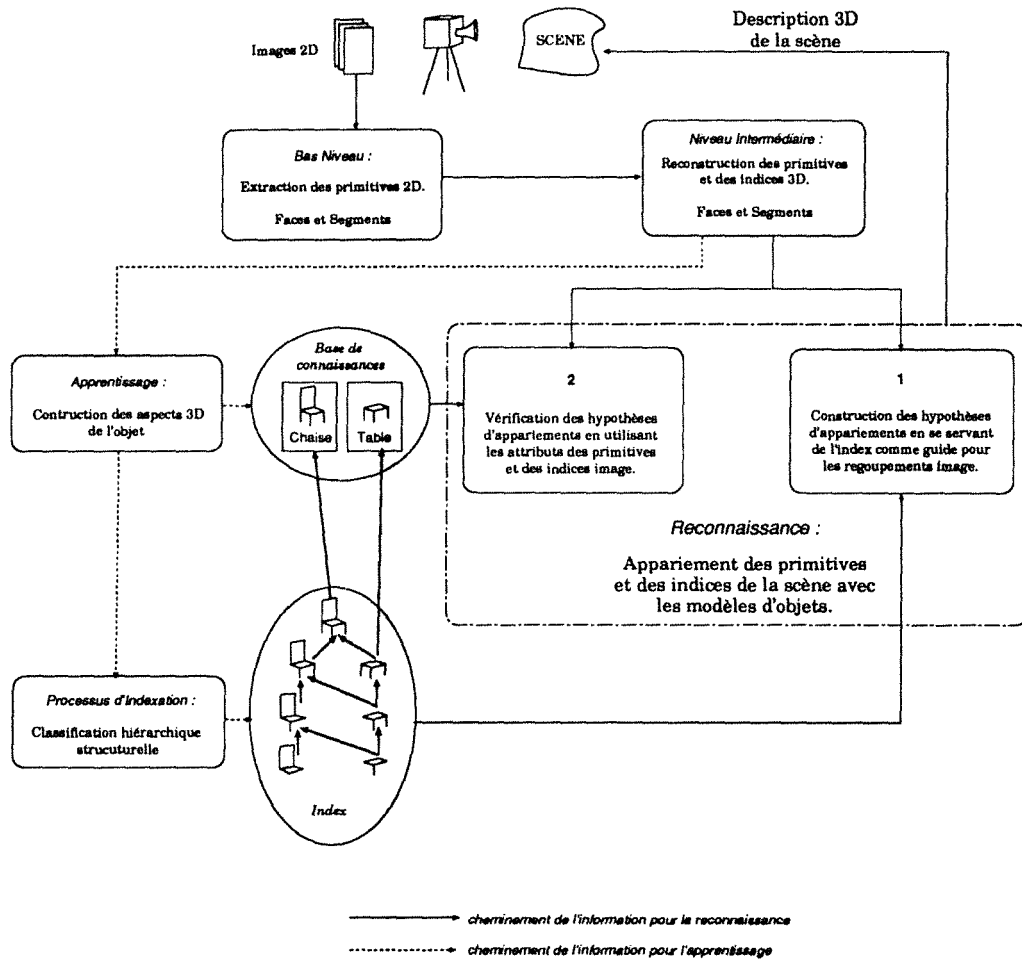 Description 3D
de la scène
SCENE
Images 2D
Bas Niveau :
Extraction des primitives 2D.
Faces et Segments
Niveau Intermédiaire :
Reconstruction des primitives
et des indices 3D.
Faces et Segments
Apprentissage :
Contruction des aspects 3D
de l'objet
Base de
connaissances
Chaise
Table
2
Vérification des hypothèses
d'appariements en utilisant
les attributs des primitives
et des indices image.
1
Construction des hypothèses
d'appariements en se servant
de l'index comme guide pour
les regoupements image.
Reconnaissance :
Appariement des primitives
et des indices de la scène avec
les modèles d'objets.
Processus d'Indexation :
Classification hiérarchique
strucuturelle
Index
cheminement de l'information pour la reconnaissance
cheminement de l'information pour l'apprentissage